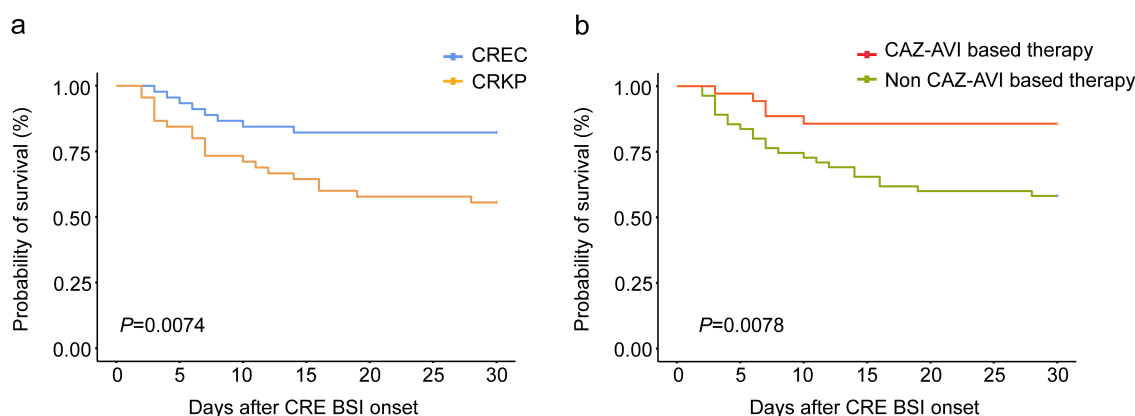 a
CREC
CRKP
Probability of survival (%)
1.00
0.75
0.50
0.25
0.00
P=0.0074
0 5 10 15 20 25 30
Days after CRE BSI onset
b
CAZ-AVI based therapy
Non CAZ-AVI based therapy
Probability of survival (%)
1.00
0.75
0.50
0.25
0.00
P=0.0078
0 5 10 15 20 25 30
Days after CRE BSI onset